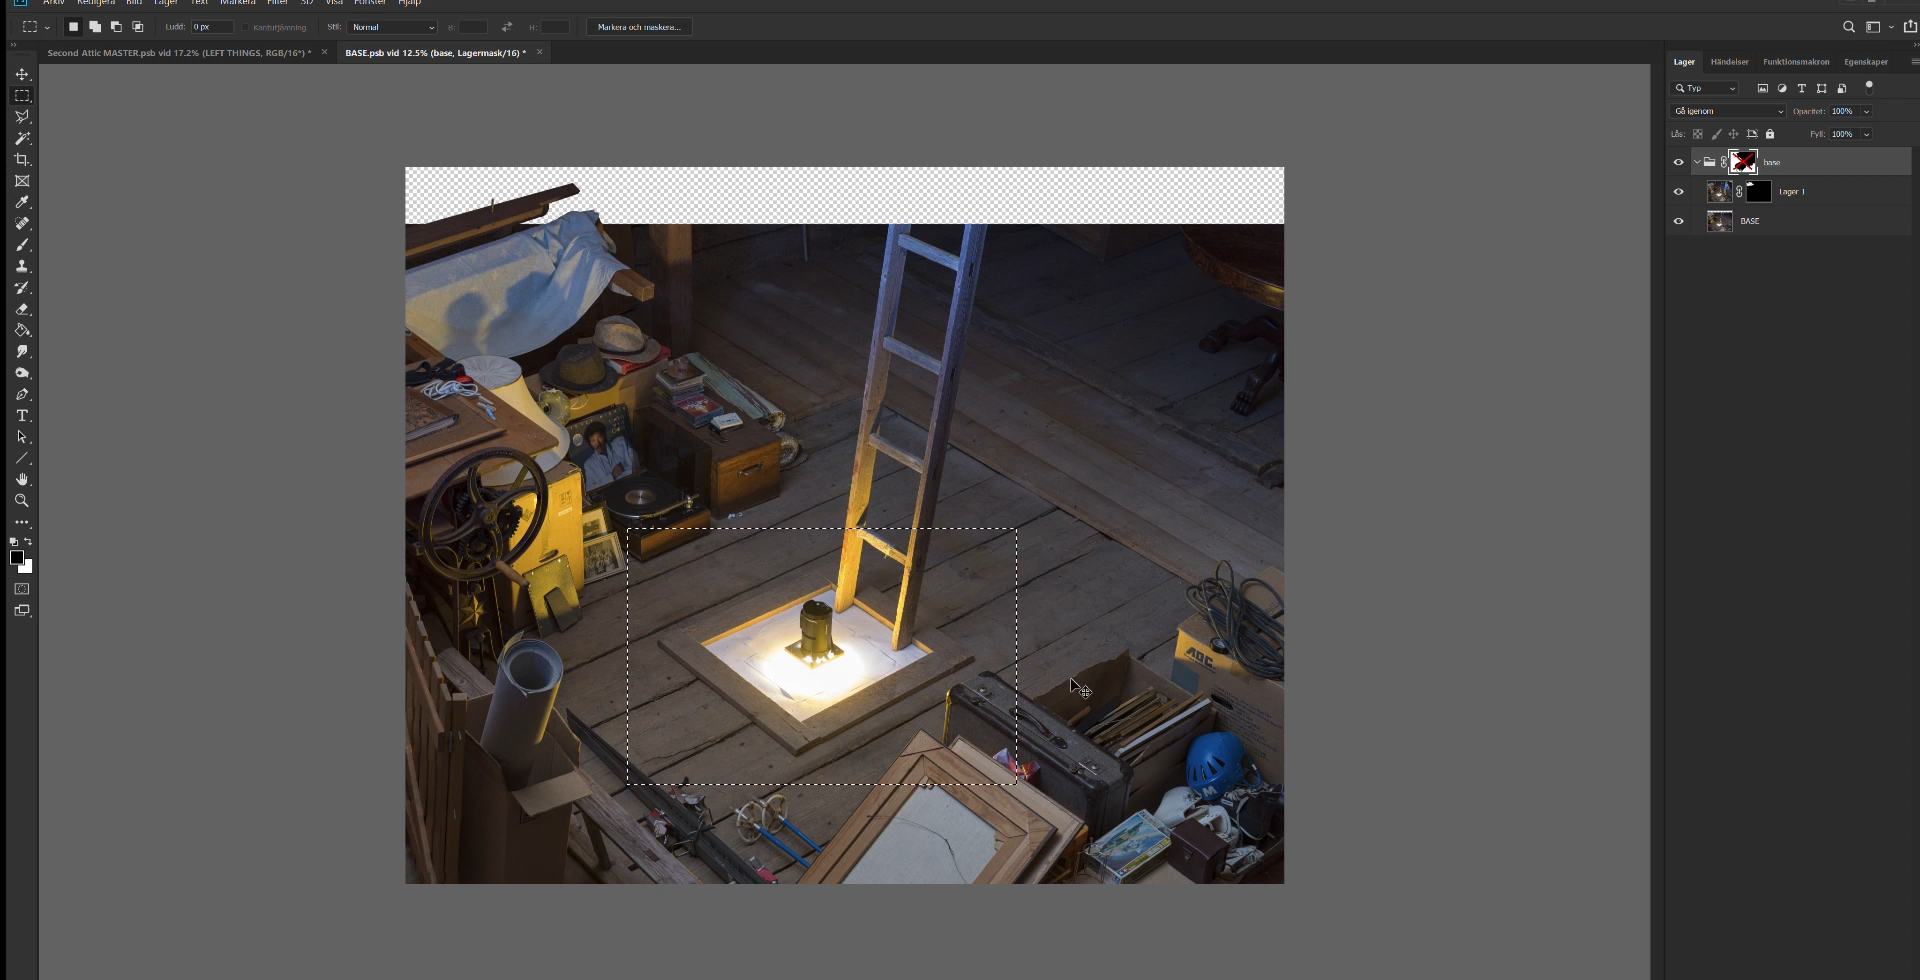 Arkiv Redigera Bild Lager Text Markera Filter 3D Visa Fönster Hjälp
Ludd: 0 px Kantutjämning Stil: Normal B: H: Markera och maskera...
Second Attic MASTER.psb vid 17.2% (LEFT THINGS, RGB/16*) *
BASE.psb vid 12.5% (base, Lagermask/16) *
Lager Händelser Funktionsmakron Egenskaper
Typ
Gå igenom Opacitet: 100%
Lås: Fyll: 100%
base
Lager 1
BASE